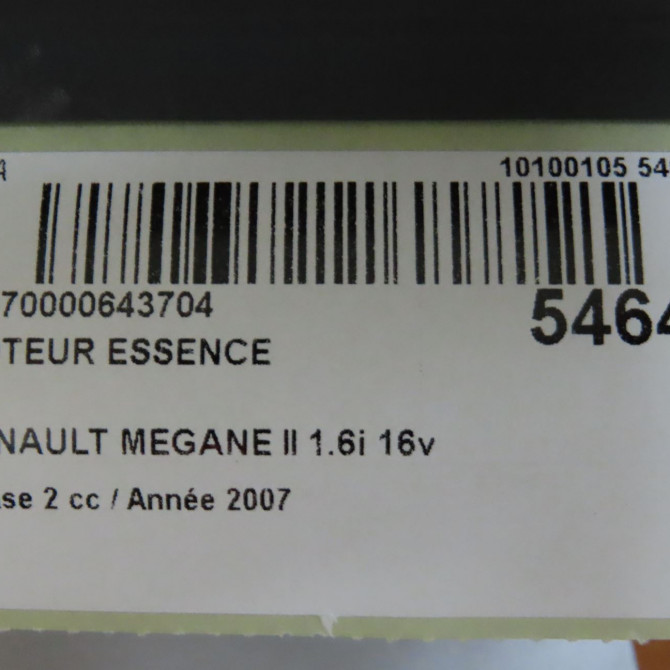 10100105 54
70000643704
5464
TEUR ESSENCE
NAULT MEGANE II 1.6i 16v
se 2 cc / Année 2007